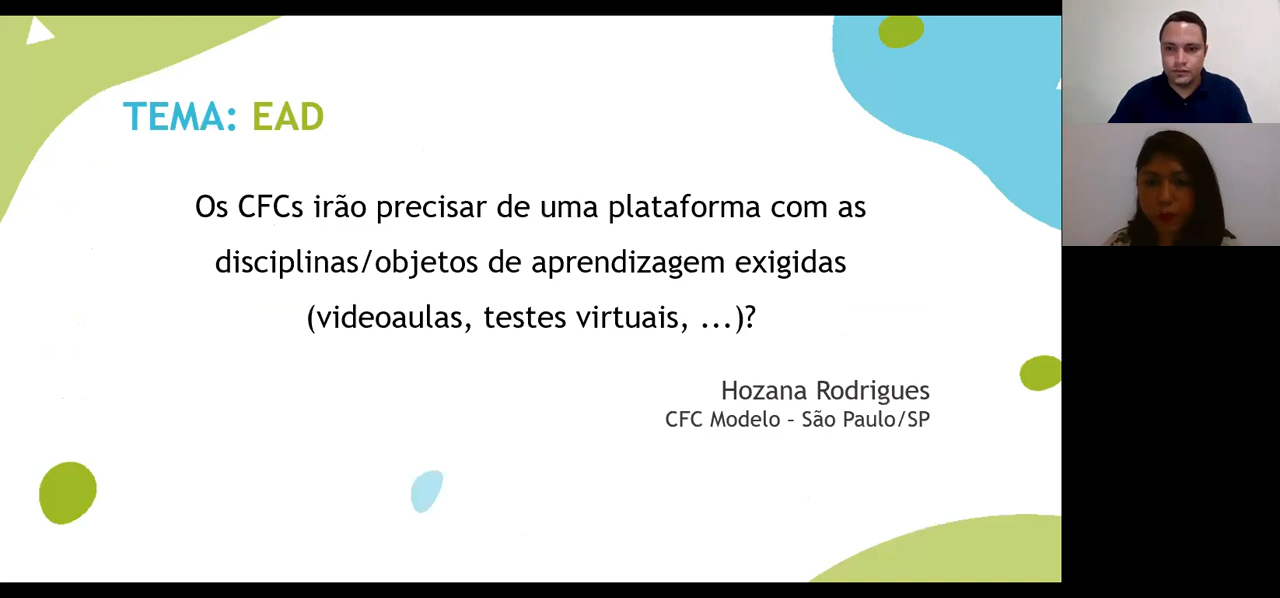 TEMA: EAD
Os CFCs irão precisar de uma plataforma com as
disciplinas/objetos de aprendizagem exigidas
(videoaulas, testes virtuais, ...)?
Hozana Rodrigues
CFC Modelo – São Paulo/SP